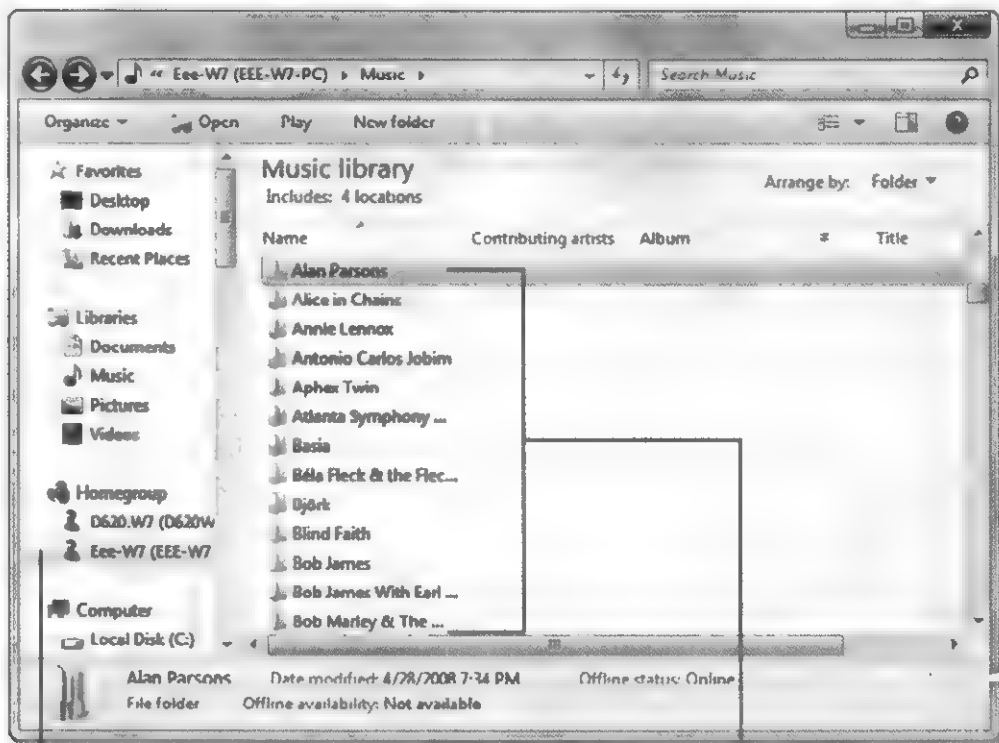 « Eee-W7 (EEE-W7-PC) ▸ Music ▸ Search Music
Organize Open Play New folder
Favorites
Desktop
Downloads
Recent Places
Libraries
Documents
Music
Pictures
Videos
Homegroup
D620.W7 (D620W
Eee-W7 (EEE-W7
Computer
Local Disk (C:)
Music library
Includes: 4 locations
Arrange by: Folder
Name Contributing artists Album # Title
Alan Parsons
Alice in Chains
Annie Lennox
Antonio Carlos Jobim
Aphex Twin
Atlanta Symphony ...
Basia
Béla Fleck & the Flec...
Björk
Blind Faith
Bob James
Bob James With Earl ...
Bob Marley & The ...
Alan Parsons Date modified: 4/28/2008 7:34 PM Offline status: Online
File folder Offline availability: Not available